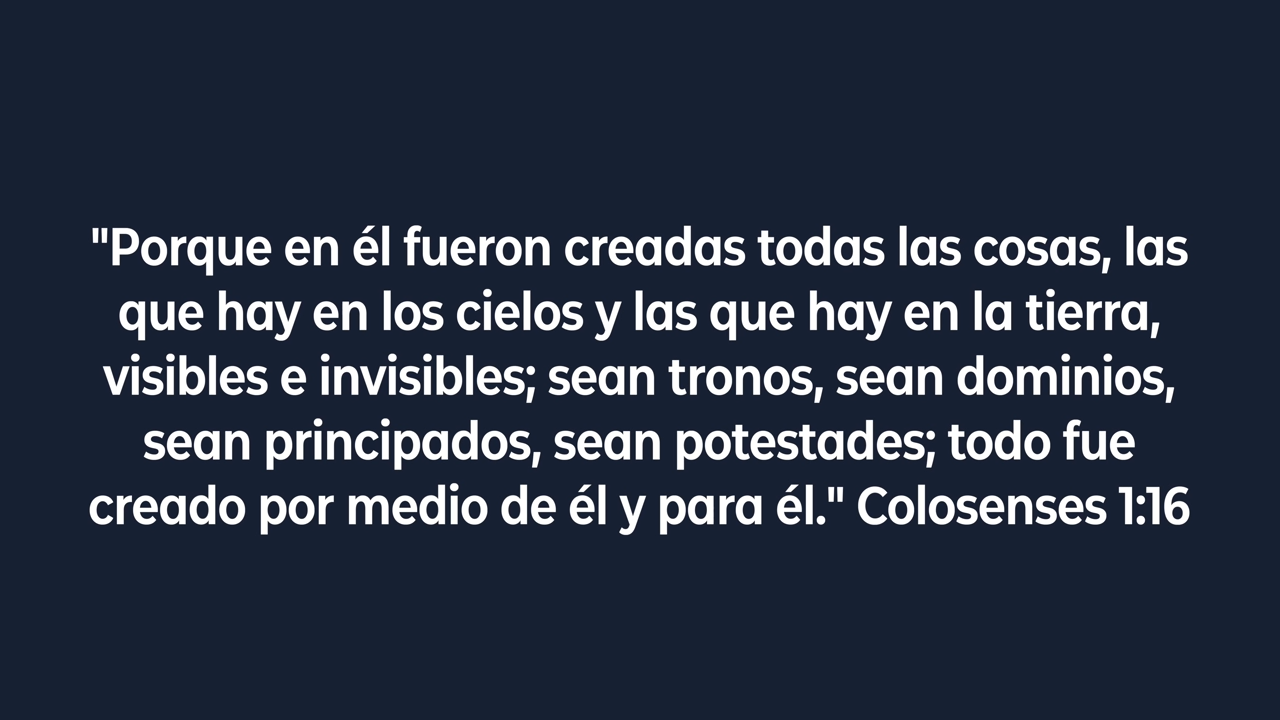 "Porque en él fueron creadas todas las cosas, las
que hay en los cielos y las que hay en la tierra,
visibles e invisibles; sean tronos, sean dominios,
sean principados, sean potestades; todo fue
creado por medio de él y para él." Colosenses 1:16